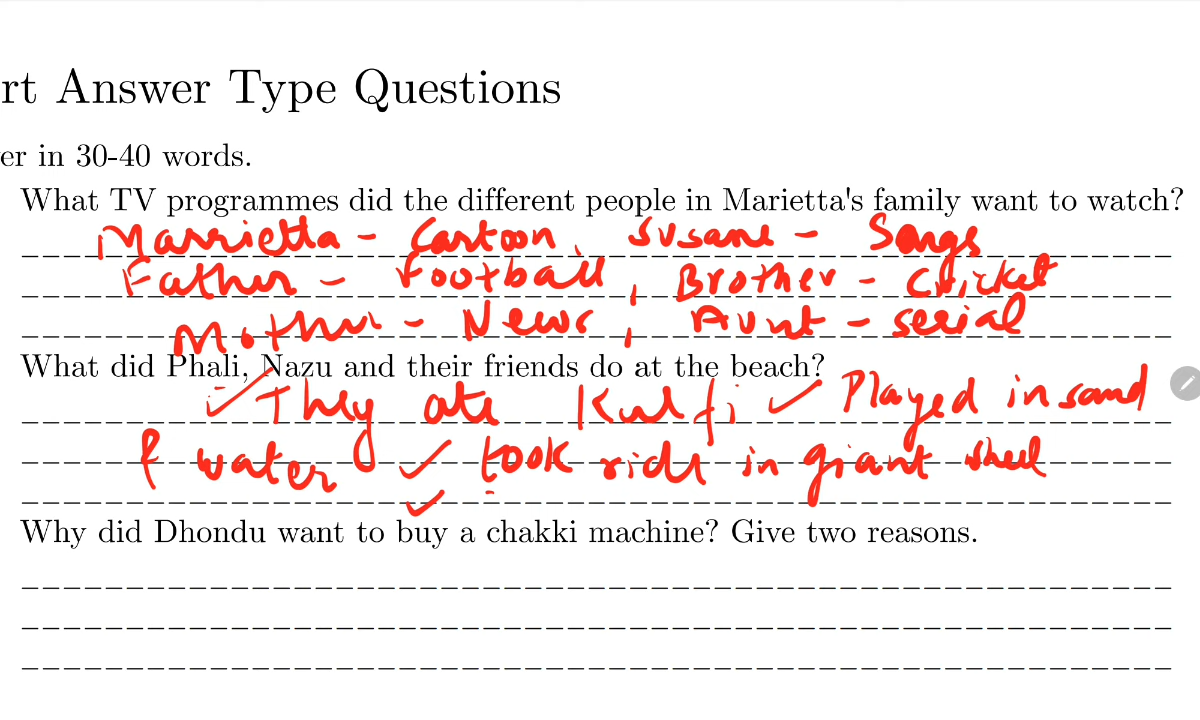 rt Answer Type Questions
er in 30-40 words.
What TV programmes did the different people in Marietta's family want to watch?
Marrietta - Cartoon, Susane - Songs
Father - Football, Brother - Cricket
Mother - News, Aunt - serial
What did Phali, Nazu and their friends do at the beach?
They ate Kulfi ✓ Played in sand
& water ✓ took ride in giant
Why did Dhondu want to buy a chakki machine? Give two reasons.